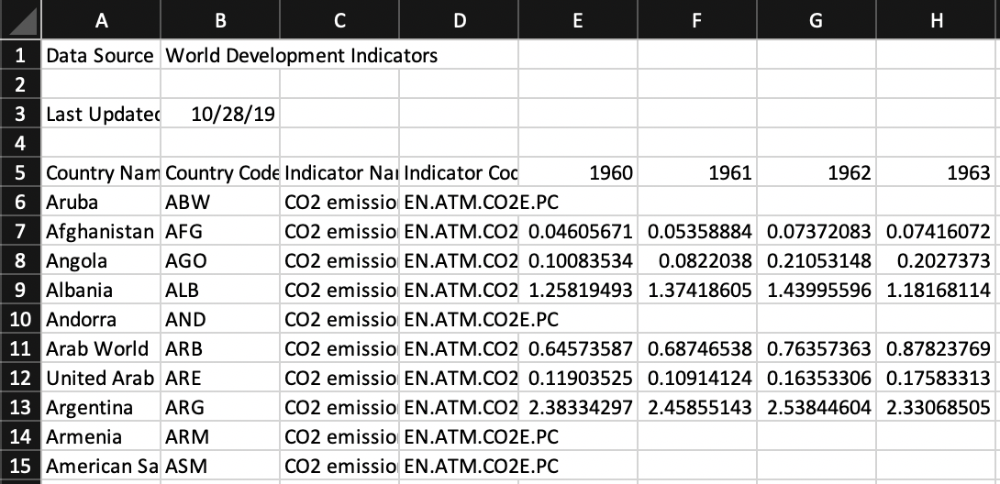 A B C D E F G H
1 Data Source World Development Indicators
2
3 Last Updated 10/28/19
4
5 Country Nam Country Code Indicator Nar Indicator Coc 1960 1961 1962 1963
6 Aruba ABW CO2 emissio EN.ATM.CO2E.PC
7 Afghanistan AFG CO2 emissio EN.ATM.CO2 0.04605671 0.05358884 0.07372083 0.07416072
8 Angola AGO CO2 emissio EN.ATM.CO2 0.10083534 0.0822038 0.21053148 0.2027373
9 Albania ALB CO2 emissio EN.ATM.CO2 1.25819493 1.37418605 1.43995596 1.18168114
10 Andorra AND CO2 emissio EN.ATM.CO2E.PC
11 Arab World ARB CO2 emissio EN.ATM.CO2 0.64573587 0.68746538 0.76357363 0.87823769
12 United Arab ARE CO2 emissio EN.ATM.CO2 0.11903525 0.10914124 0.16353306 0.17583313
13 Argentina ARG CO2 emissio EN.ATM.CO2 2.38334297 2.45855143 2.53844604 2.33068505
14 Armenia ARM CO2 emissio EN.ATM.CO2E.PC
15 American Sa ASM CO2 emissio EN.ATM.CO2E.PC